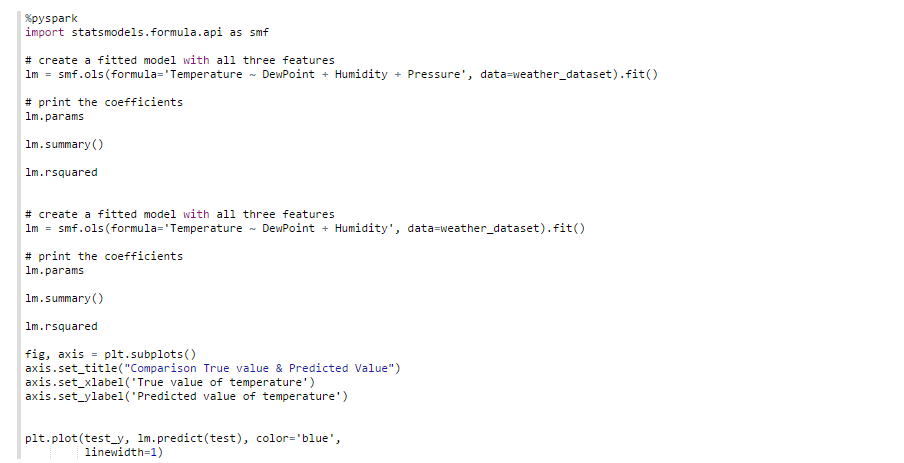 %pyspark
import statsmodels.formula.api as smf
# create a fitted model with all three features
lm = smf.ols(formula='Temperature ~ DewPoint + Humidity + Pressure', data=weather_dataset).fit()
# print the coefficients
lm.params
lm.summary()
lm.rsquared
# create a fitted model with all three features
lm = smf.ols(formula='Temperature ~ DewPoint + Humidity', data=weather_dataset).fit()
# print the coefficients
lm.params
lm.summary()
lm.rsquared
fig, axis = plt.subplots()
axis.set_title("Comparison True value & Predicted Value")
axis.set_xlabel('True value of temperature')
axis.set_ylabel('Predicted value of temperature')
plt.plot(test_y, lm.predict(test), color='blue',
linewidth=1)